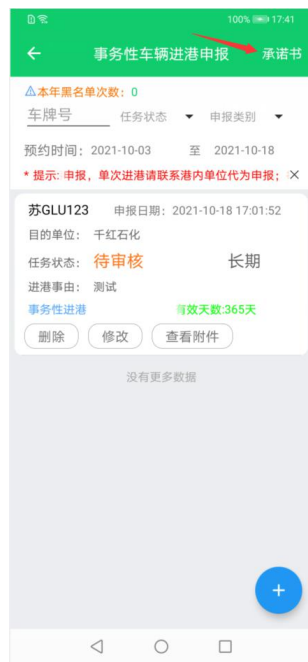 100% 17:41
事务性车辆进港申报 承诺书
本年黑名单次数：0
车牌号 任务状态 申报类别
预约时间：2021-10-03 至 2021-10-18
* 提示：申报，单次进港请联系港内单位代为申报；
苏GLU123 申报日期：2021-10-18 17:01:52
目的单位：千红石化
任务状态：待审核 长期
进港事由：测试
事务性进港 有效天数:365天
删除 修改 查看附件
没有更多数据